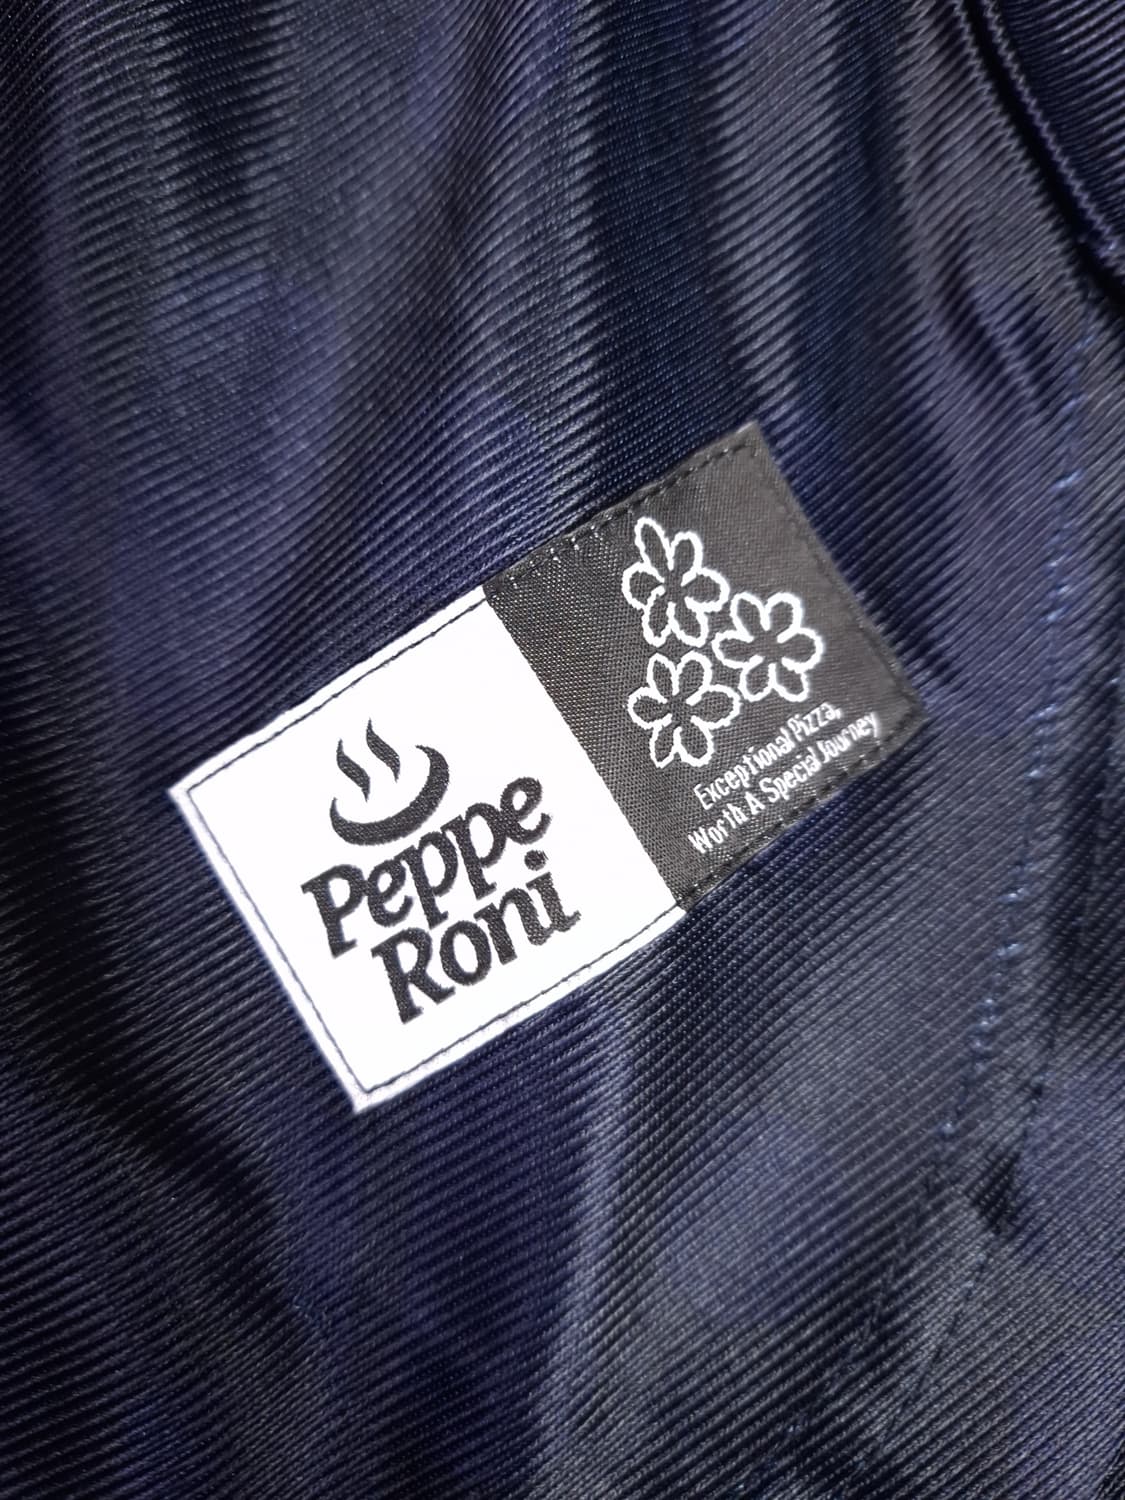 Peppe
Roni
Exceptional Pizza,
Worth A Special Journey